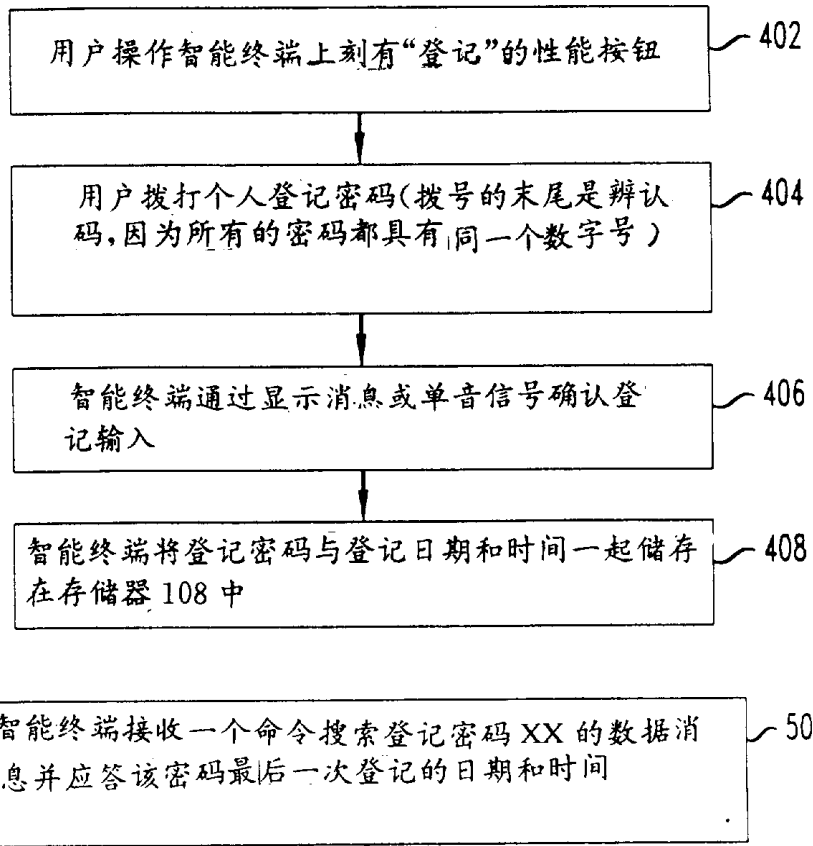 用户操作智能终端上刻有“登记”的性能按钮
402
用户拨打个人登记密码(拨号的末尾是辨认
码,因为所有的密码都具有同一个数字号)
404
智能终端通过显示消息或单音信号确认登
记输入
406
智能终端将登记密码与登记日期和时间一起储存
在存储器108中
408
智能终端接收一个命令搜索登记密码XX的数据消
息并应答该密码最后一次登记的日期和时间
50